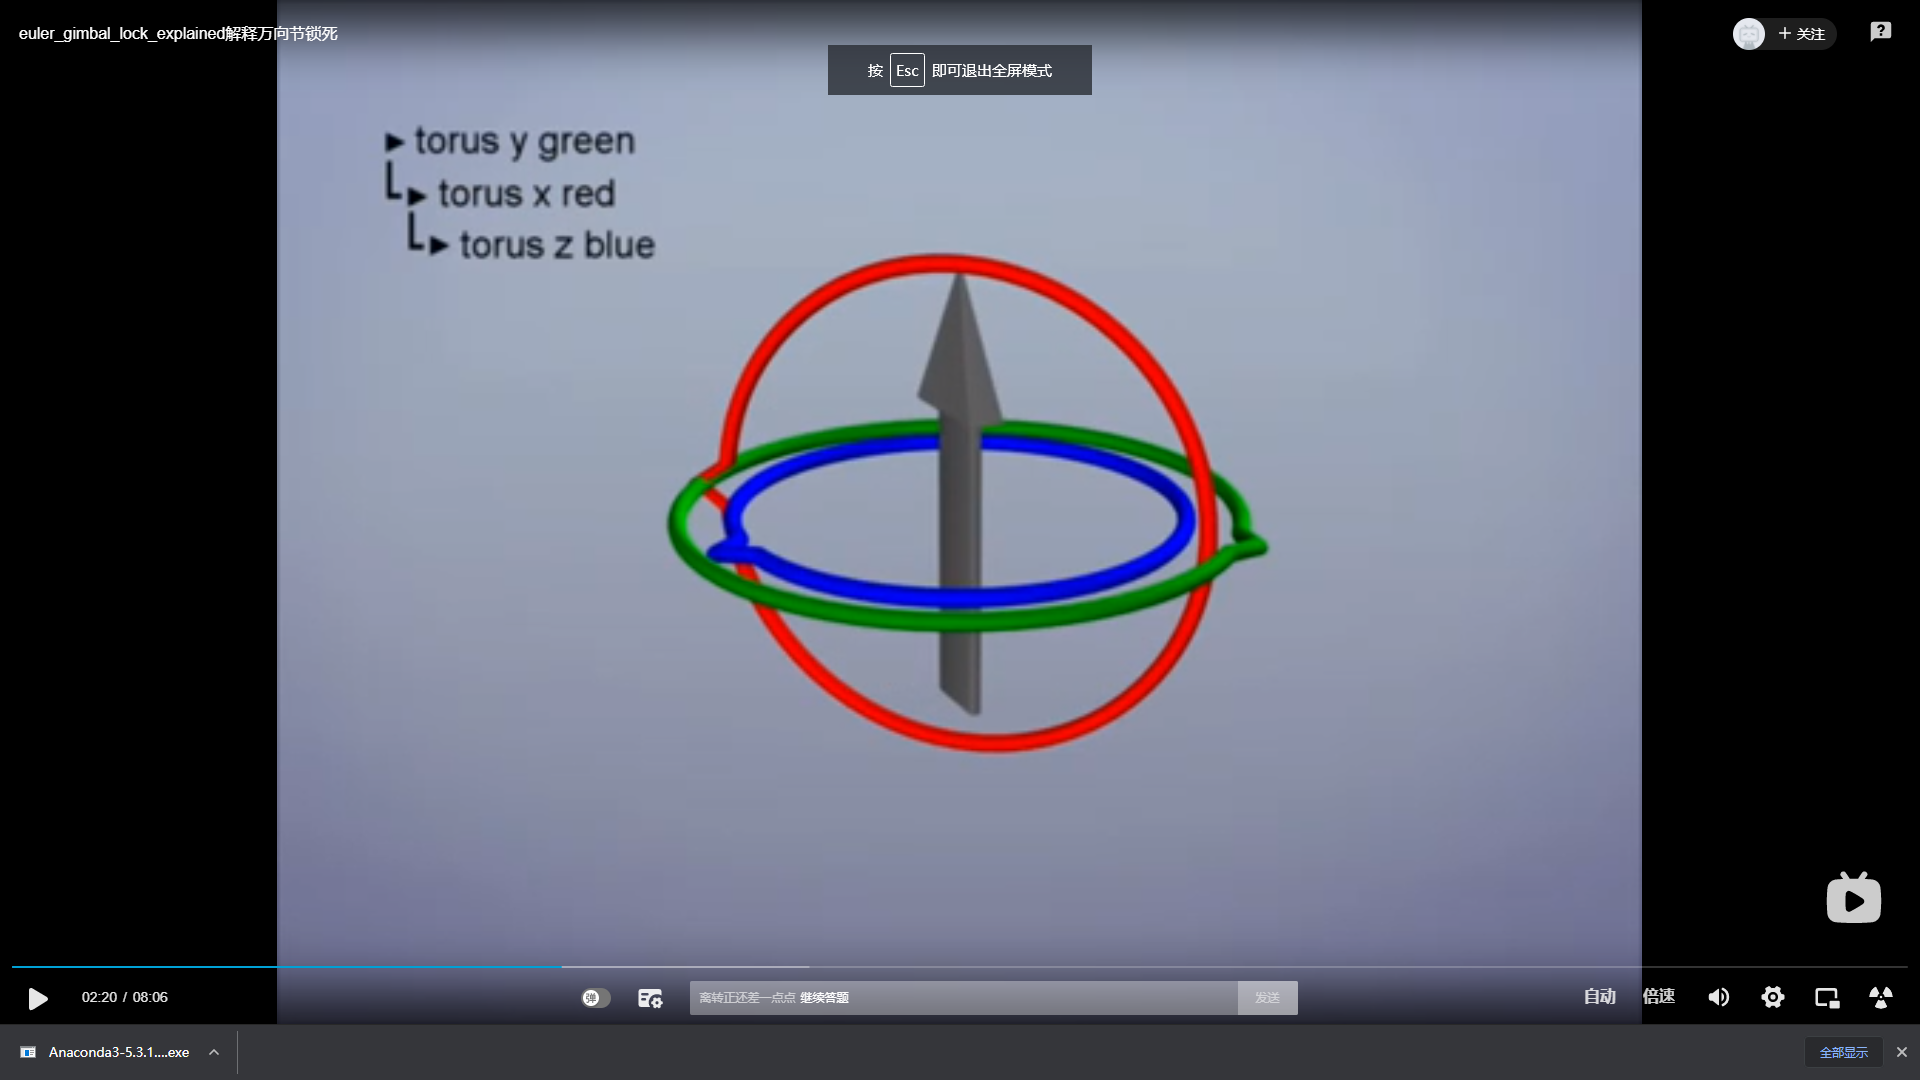 euler_gimbal_lock_explained解释万向节锁死
+ 关注
按 Esc 即可退出全屏模式
torus y green
torus x red
torus z blue
02:20 / 08:06
弹
离转正还差一点点 继续答题
发送
自动
倍速
Anaconda3-5.3.1....exe
全部显示